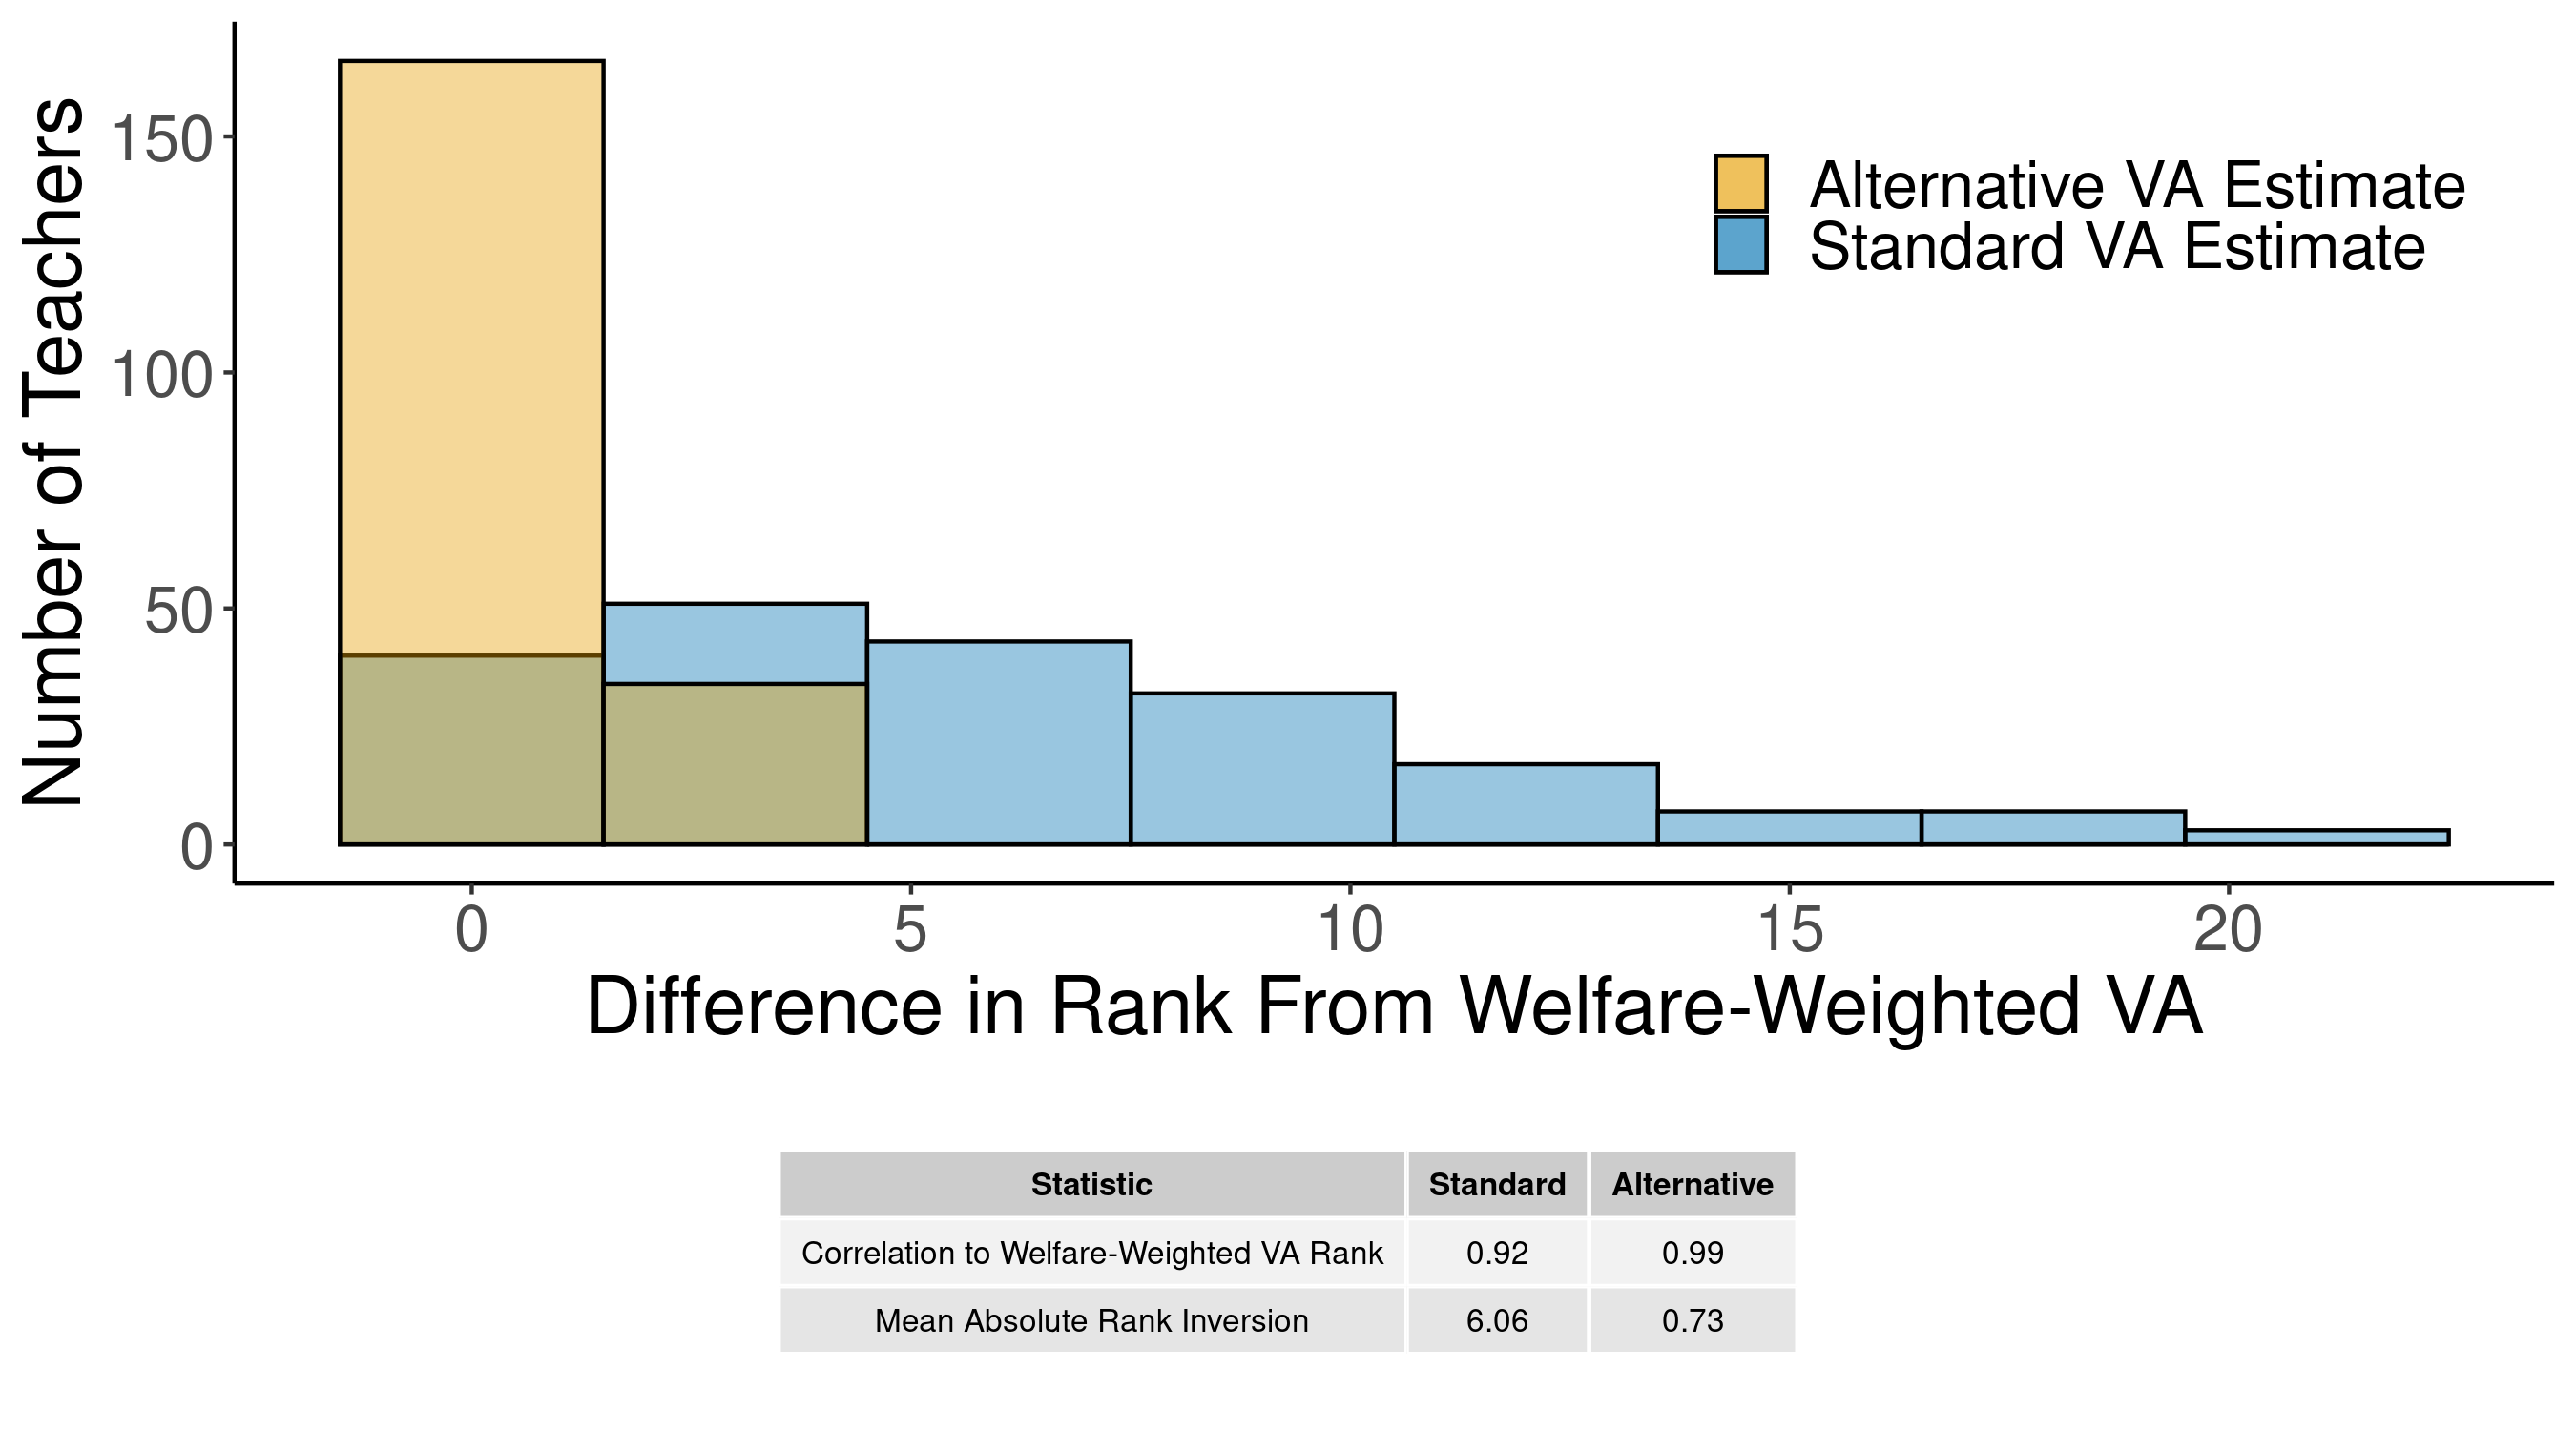 Number of Teachers
150
100
50
0
Alternative VA Estimate
Standard VA Estimate
0 5 10 15 20
Difference in Rank From Welfare-Weighted VA
Statistic Standard Alternative
Correlation to Welfare-Weighted VA Rank 0.92 0.99
Mean Absolute Rank Inversion 6.06 0.73